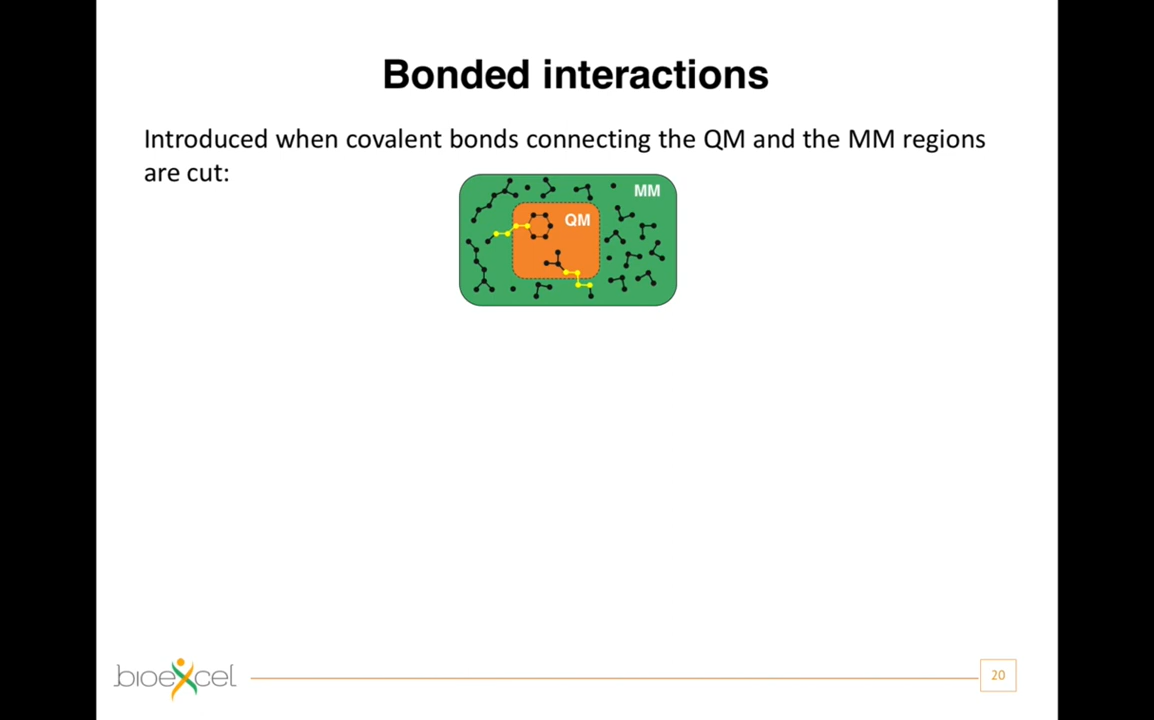 Bonded interactions
Introduced when covalent bonds connecting the QM and the MM regions
are cut:
MM
QM
bioexcel
20